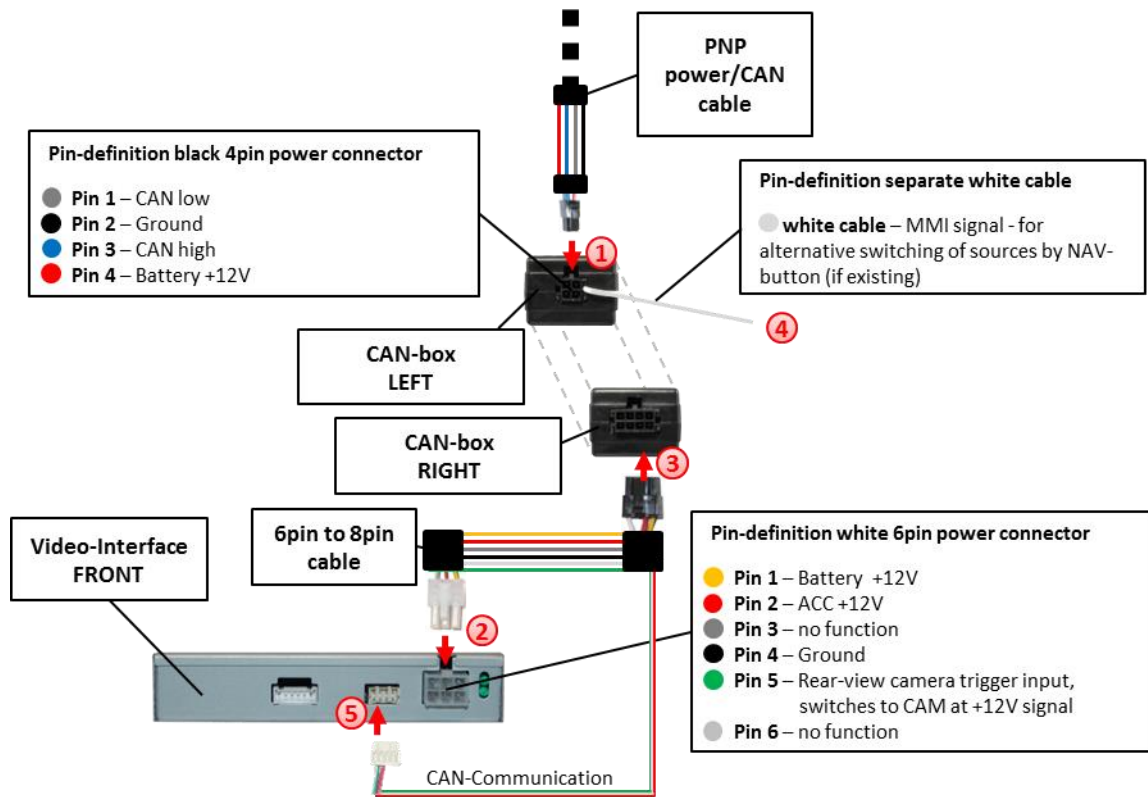 PNP
power/CAN
cable
Pin-definition black 4pin power connector
Pin 1 – CAN low
Pin 2 – Ground
Pin 3 – CAN high
Pin 4 – Battery +12V
Pin-definition separate white cable
white cable – MMI signal - for
alternative switching of sources by NAV-
button (if existing)
1
4
CAN-box
LEFT
CAN-box
RIGHT
3
Video-Interface
FRONT
6pin to 8pin
cable
2
5
Pin-definition white 6pin power connector
Pin 1 – Battery +12V
Pin 2 – ACC +12V
Pin 3 – no function
Pin 4 – Ground
Pin 5 – Rear-view camera trigger input,
switches to CAM at +12V signal
Pin 6 – no function
CAN-Communication